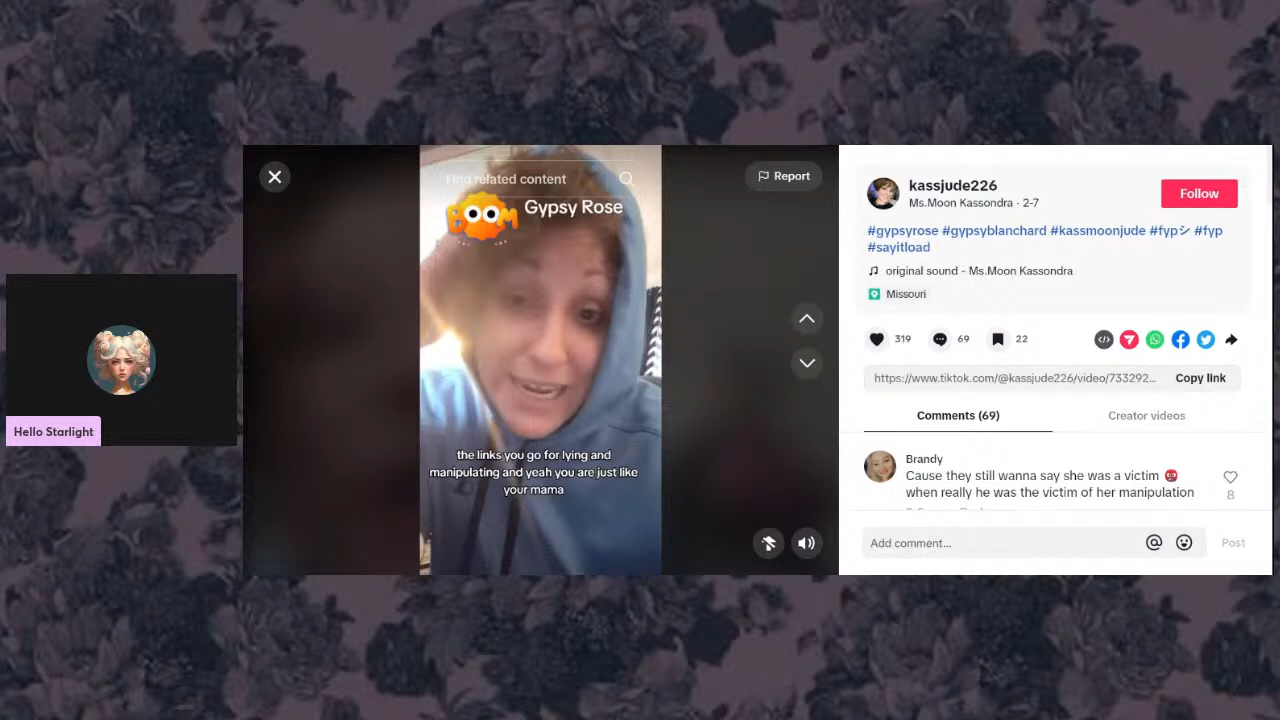 Find related content
BOOM
Gypsy Rose
Report
the links you go for lying and
manipulating and yeah you are just like
your mama
Hello Starlight
kassjude226
Ms.Moon Kassondra · 2-7
Follow
#gypsyrose #gypsyblanchard #kassmoonjude #fypシ #fyp
#sayitload
original sound - Ms.Moon Kassondra
Missouri
319
69
22
https://www.tiktok.com/@kassjude226/video/733292...
Copy link
Comments (69)
Creator videos
Brandy
Cause they still wanna say she was a victim
when really he was the victim of her manipulation
8
Add comment...
Post